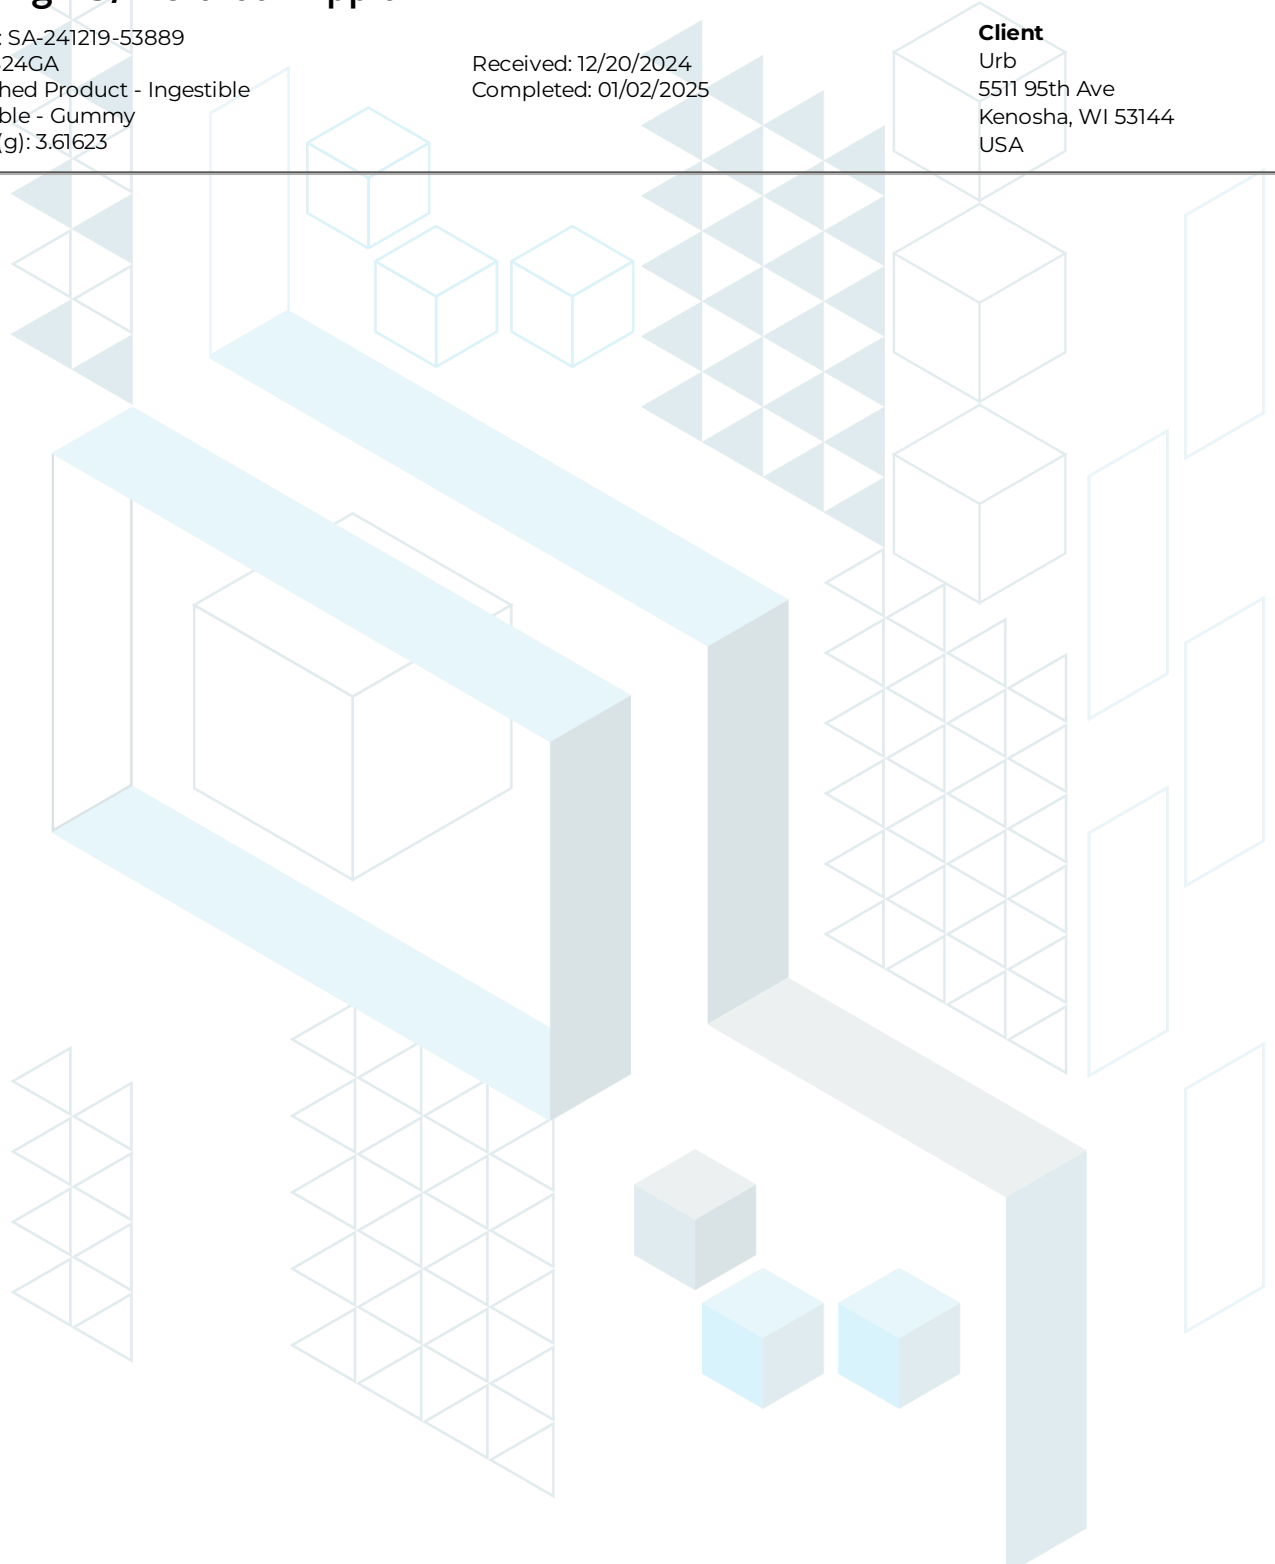 : SA-241219-53889
24GA
hed Product - Ingestible
ble - Gummy
(g): 3.61623
Received: 12/20/2024
Completed: 01/02/2025
Client
Urb
5511 95th Ave
Kenosha, WI 53144
USA